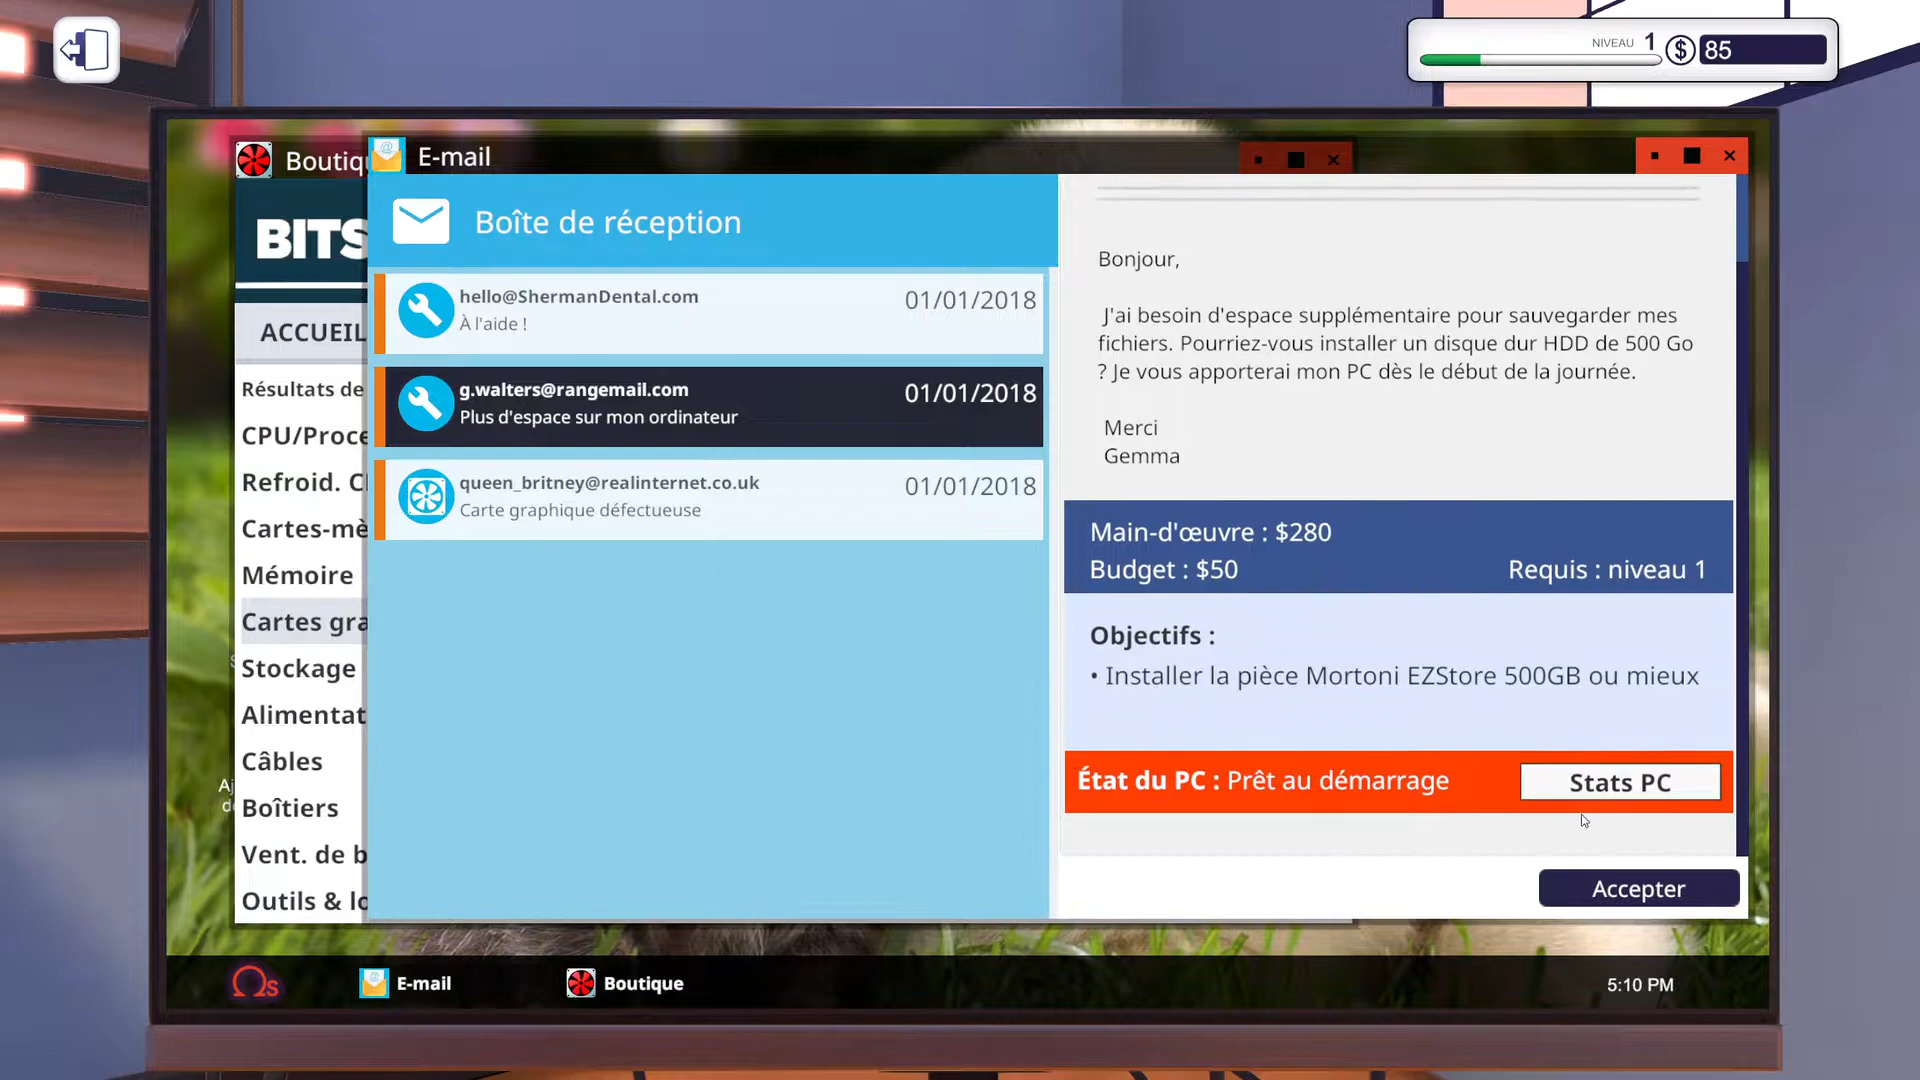 NIVEAU 1
85
E-mail
BITS
ACCUEIL
Résultats de
CPU/Proce
Cartes-mè
Mémoire
Cartes gra
Stockage
Alimentat
Câbles
Boîtiers
Vent. de b
Outils & lo
Boîte de réception
hello@ShermanDental.com
01/01/2018
À l'aide !
g.walters@rangemail.com
01/01/2018
Plus d'espace sur mon ordinateur
queen_britney@realinternet.co.uk
01/01/2018
Carte graphique défectueuse
Bonjour,
J'ai besoin d'espace supplémentaire pour sauvegarder mes
fichiers. Pourriez-vous installer un disque dur HDD de 500 Go
? Je vous apporterai mon PC dès le début de la journée.
Merci
Gemma
Main-d'œuvre : $280
Budget : $50
Requis : niveau 1
Objectifs :
• Installer la pièce Mortoni EZStore 500GB ou mieux
État du PC : Prêt au démarrage
Stats PC
Accepter
E-mail
Boutique
5:10 PM